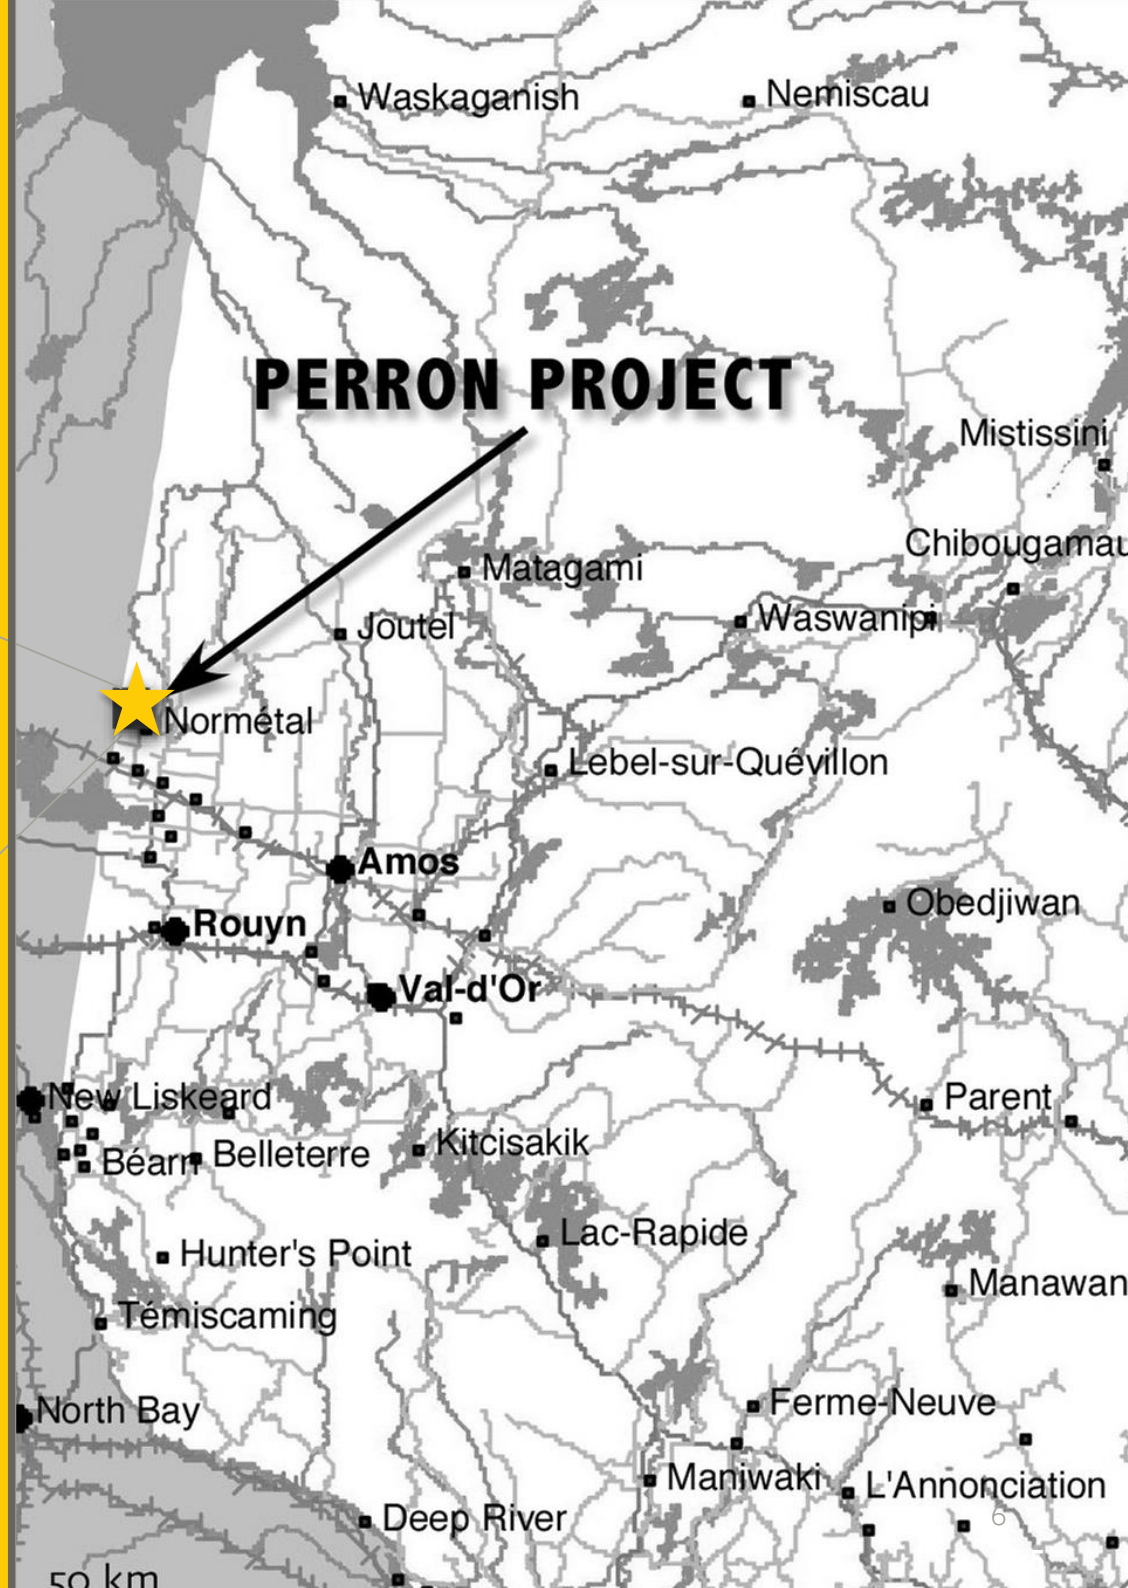 Waskaganish
Nemiscau
PERRON PROJECT
Mistissini
Chibougamau
Matagami
Waswanipi
Joutel
Normétal
Lebel-sur-Quévillon
Amos
Obedjiwan
Rouyn
Val-d'Or
New Liskeard
Parent
Kitcisakik
Béarn
Belleterre
Lac-Rapide
Hunter's Point
Manawan
Témiscaming
Ferme-Neuve
North Bay
Maniwaki
L'Annonciation
Deep River
6
50 km